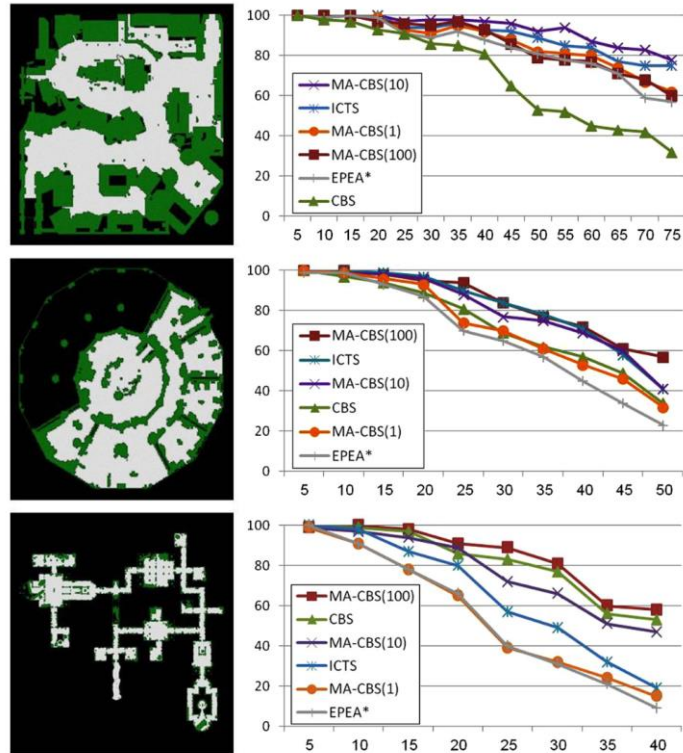 100
80
60
40
20
0
MA-CBS(10)
ICTS
MA-CBS(1)
MA-CBS(100)
EPEA*
CBS
5 10 15 20 25 30 35 40 45 50 55 60 65 70 75
100
80
60
40
20
0
MA-CBS(100)
ICTS
MA-CBS(10)
CBS
MA-CBS(1)
EPEA*
5 10 15 20 25 30 35 40 45 50
100
80
60
40
20
0
MA-CBS(100)
CBS
MA-CBS(10)
ICTS
MA-CBS(1)
EPEA*
5 10 15 20 25 30 35 40